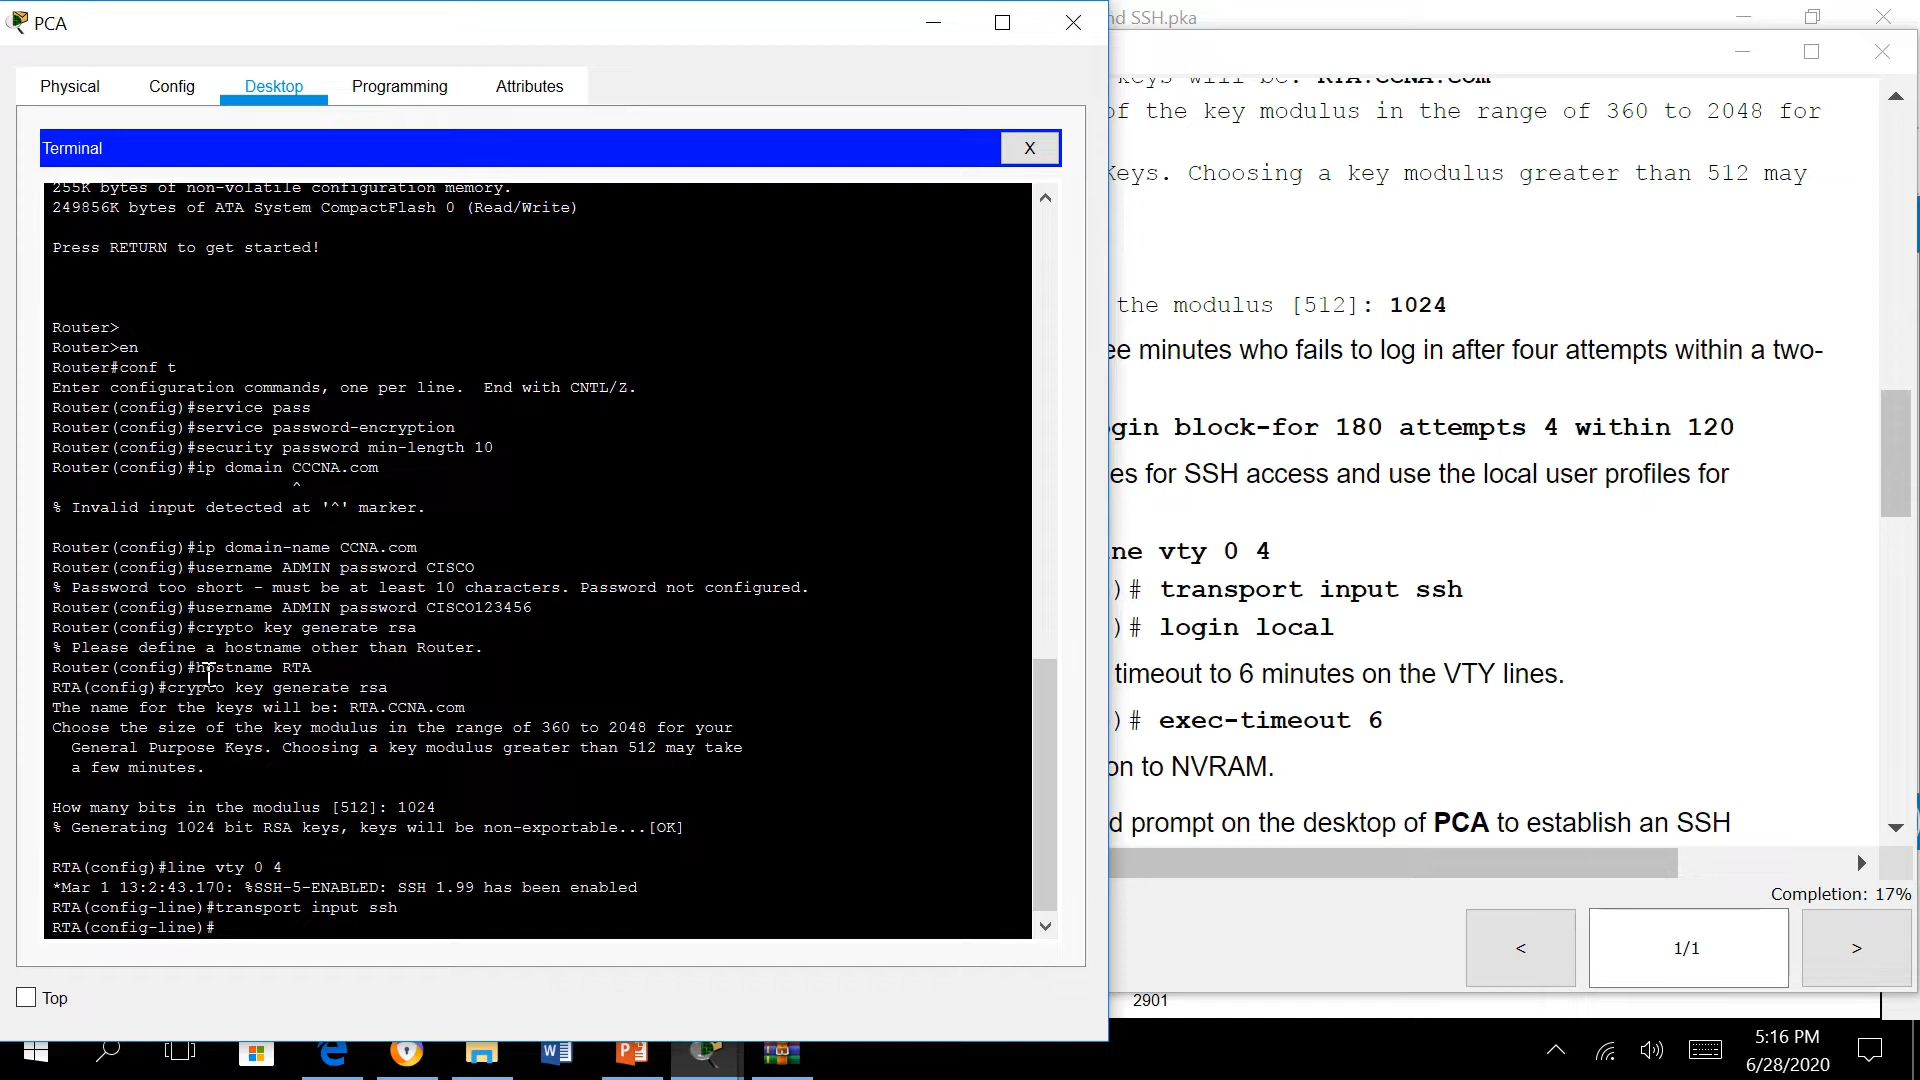 PCA
nd SSH.pka
Physical
Config
Desktop
Programming
Attributes
Terminal
X
255K bytes of non-volatile configuration memory.
249856K bytes of ATA System CompactFlash 0 (Read/Write)
Press RETURN to get started!
Router>
Router>en
Router#conf t
Enter configuration commands, one per line.  End with CNTL/Z.
Router(config)#service pass
Router(config)#service password-encryption
Router(config)#security password min-length 10
Router(config)#ip domain CCCNA.com
^
% Invalid input detected at '^' marker.
Router(config)#ip domain-name CCNA.com
Router(config)#username ADMIN password CISCO
% Password too short - must be at least 10 characters. Password not configured.
Router(config)#username ADMIN password CISCO123456
Router(config)#crypto key generate rsa
% Please define a hostname other than Router.
Router(config)#hostname RTA
RTA(config)#crypto key generate rsa
The name for the keys will be: RTA.CCNA.com
Choose the size of the key modulus in the range of 360 to 2048 for your
General Purpose Keys. Choosing a key modulus greater than 512 may take
a few minutes.
How many bits in the modulus [512]: 1024
% Generating 1024 bit RSA keys, keys will be non-exportable...[OK]
RTA(config)#line vty 0 4
*Mar 1 13:2:43.170: %SSH-5-ENABLED: SSH 1.99 has been enabled
RTA(config-line)#transport input ssh
RTA(config-line)#
Top
keys will be: RTA.CCNA.com
of the key modulus in the range of 360 to 2048 for
Keys. Choosing a key modulus greater than 512 may
the modulus [512]: 1024
ee minutes who fails to log in after four attempts within a two-
gin block-for 180 attempts 4 within 120
es for SSH access and use the local user profiles for
ne vty 0 4
)# transport input ssh
)# login local
timeout to 6 minutes on the VTY lines.
)# exec-timeout 6
on to NVRAM.
d prompt on the desktop of PCA to establish an SSH
Completion: 17%
<
1/1
>
2901
5:16 PM
6/28/2020